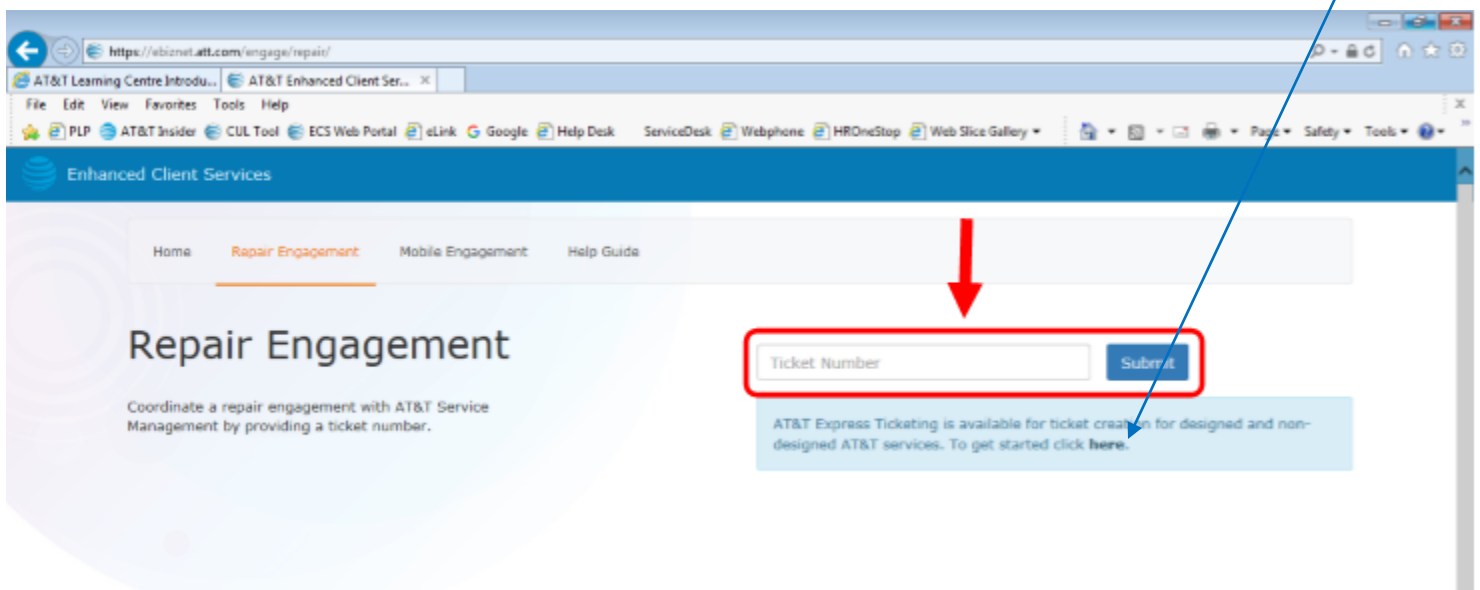 https://ebiznet.att.com/engage/repair/
AT&T Learning Centre Introdu... AT&T Enhanced Client Ser... ×
File Edit View Favorites Tools Help
PLP AT&T Insider CUL Tool ECS Web Portal eLink Google Help Desk ServiceDesk Webphone HROneStop Web Slice Gallery Page Safety Tools
Enhanced Client Services
Home Repair Engagement Mobile Engagement Help Guide
Repair Engagement
Coordinate a repair engagement with AT&T Service
Management by providing a ticket number.
Ticket Number Submit
AT&T Express Ticketing is available for ticket creation for designed and non-
designed AT&T services. To get started click here.